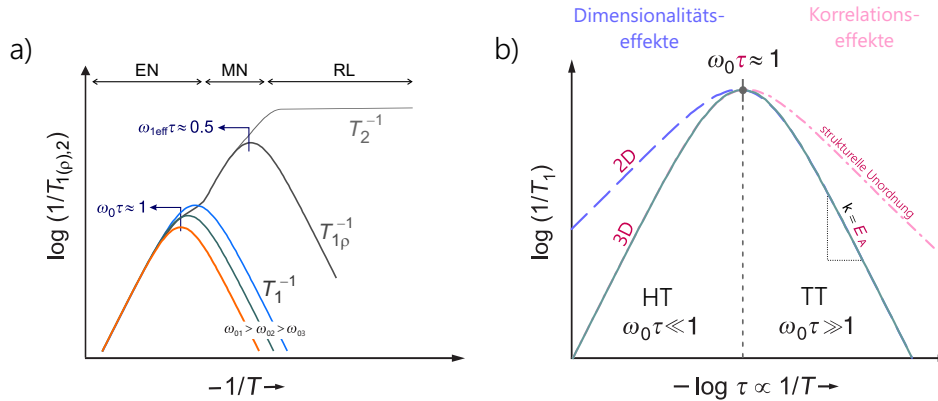 a)
EN
MN
RL
log (1/T₁₍ρ₎,₂)
T₂⁻¹
ω₁eff τ ≈ 0.5
ω₀τ ≈ 1
T₁ρ⁻¹
T₁⁻¹
ω₀₁ > ω₀₂ > ω₀₃
−1/T →
b)
Dimensionalitäts-
effekte
Korrelations-
effekte
ω₀τ ≈ 1
log (1/T₁)
2D
3D
strukturelle Unordnung
k = E_A
HT
ω₀τ ≪ 1
TT
ω₀τ ≫ 1
−log τ ∝ 1/T →